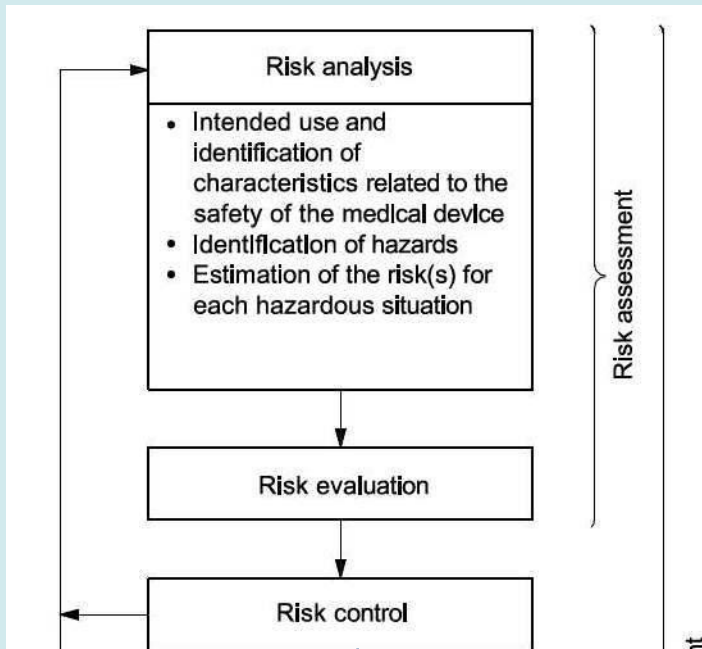 Risk analysis
• Intended use and
identification of
characteristics related to the
safety of the medical device
• Identification of hazards
• Estimation of the risk(s) for
each hazardous situation
Risk evaluation
Risk control
Risk assessment